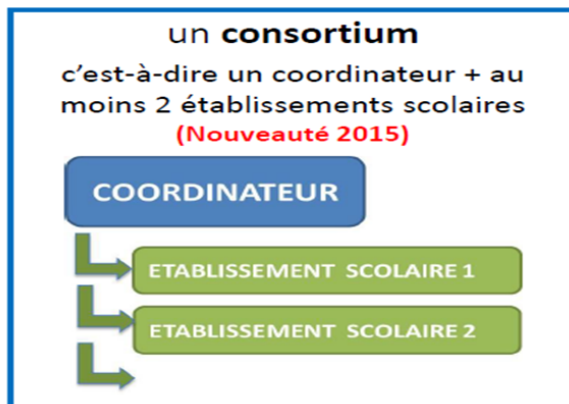 un consortium
c’est-à-dire un coordinateur + au
moins 2 établissements scolaires
(Nouveauté 2015)
COORDINATEUR
ETABLISSEMENT SCOLAIRE 1
ETABLISSEMENT SCOLAIRE 2